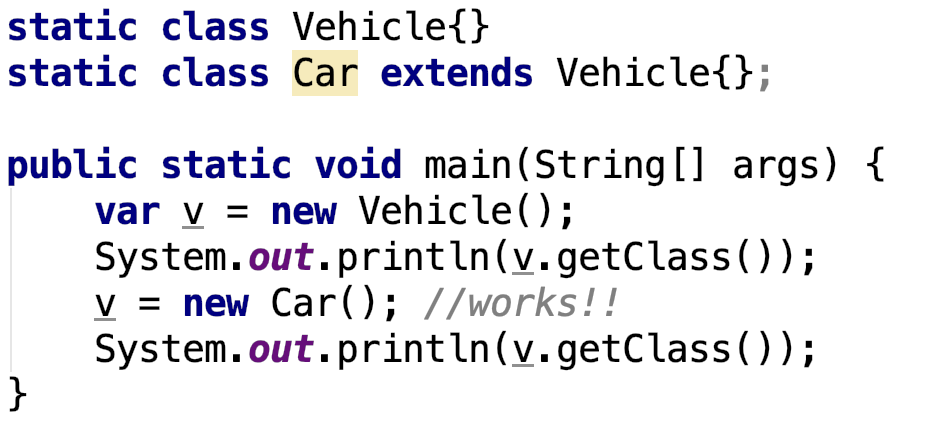 static class Vehicle{}
static class Car extends Vehicle{};
public static void main(String[] args) {
var v = new Vehicle();
System.out.println(v.getClass());
v = new Car(); //works!!
System.out.println(v.getClass());
}